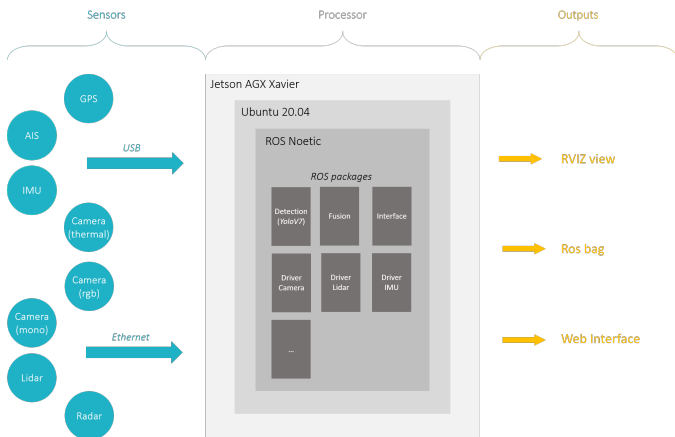 Sensors
Processor
Outputs
GPS
AIS
IMU
Camera
(thermal)
USB
Camera
(rgb)
Camera
(mono)
Lidar
Radar
Ethernet
Jetson AGX Xavier
Ubuntu 20.04
ROS Noetic
ROS packages
Detection
(YoloV7)
Fusion
Interface
Driver
Camera
Driver
Lidar
Driver
IMU
...
RVIZ view
Ros bag
Web Interface